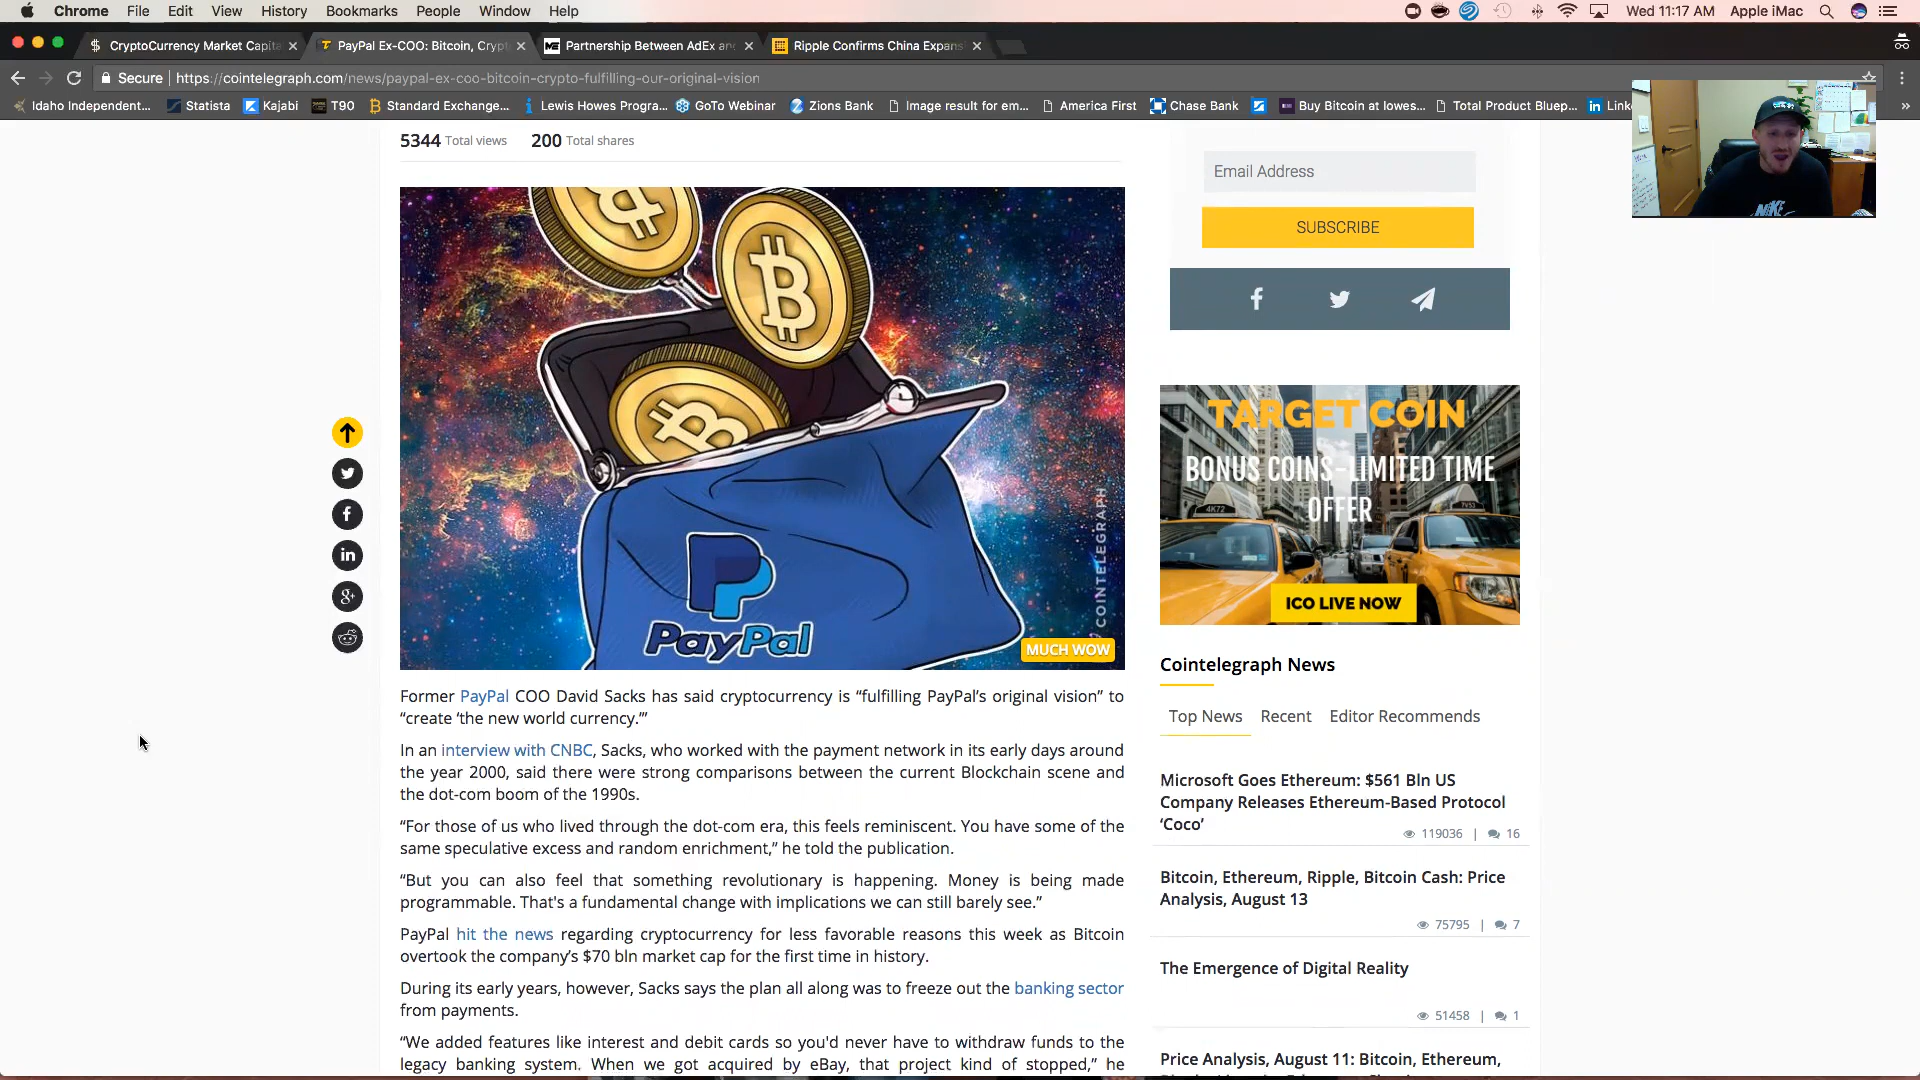 Chrome File Edit View History Bookmarks People Window Help
Wed 11:17 AM Apple iMac
CryptoCurrency Market Capita
PayPal Ex-COO: Bitcoin, Crypt
Partnership Between AdEx an
Ripple Confirms China Expans
Secure https://cointelegraph.com/news/paypal-ex-coo-bitcoin-crypto-fulfilling-our-original-vision
Idaho Independent... Statista Kajabi T90 Standard Exchange... Lewis Howes Progra... GoTo Webinar Zions Bank Image result for em... America First Chase Bank Buy Bitcoin at lowes... Total Product Bluep... Link
5344 Total views 200 Total shares
COINTELEGRAPH
PayPal
MUCH WOW
Former PayPal COO David Sacks has said cryptocurrency is “fulfilling PayPal’s original vision” to
“create ‘the new world currency.’”
In an interview with CNBC, Sacks, who worked with the payment network in its early days around
the year 2000, said there were strong comparisons between the current Blockchain scene and
the dot-com boom of the 1990s.
“For those of us who lived through the dot-com era, this feels reminiscent. You have some of the
same speculative excess and random enrichment,” he told the publication.
“But you can also feel that something revolutionary is happening. Money is being made
programmable. That's a fundamental change with implications we can still barely see.”
PayPal hit the news regarding cryptocurrency for less favorable reasons this week as Bitcoin
overtook the company’s $70 bln market cap for the first time in history.
During its early years, however, Sacks says the plan all along was to freeze out the banking sector
from payments.
“We added features like interest and debit cards so you'd never have to withdraw funds to the
legacy banking system. When we got acquired by eBay, that project kind of stopped,” he
Email Address
SUBSCRIBE
TARGET COIN
BONUS COINS-LIMITED TIME
OFFER
4K72
ICO LIVE NOW
Cointelegraph News
Top News Recent Editor Recommends
Microsoft Goes Ethereum: $561 Bln US
Company Releases Ethereum-Based Protocol
‘Coco’
119036 | 16
Bitcoin, Ethereum, Ripple, Bitcoin Cash: Price
Analysis, August 13
75795 | 7
The Emergence of Digital Reality
51458 | 1
Price Analysis, August 11: Bitcoin, Ethereum,
NIKE